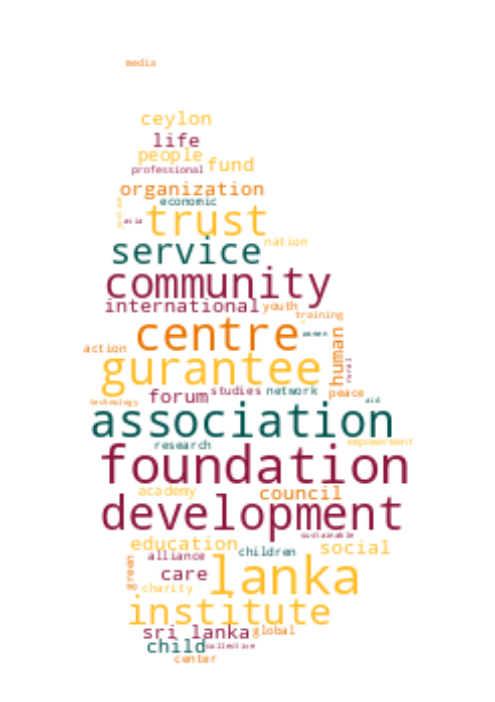 media
ceylon
life
people fund
professional
organization
economic
asia trust
service nation
community
international youth
training
centre women
action human rural
gurantee
studies network peace
forum aid
technology
association
research empowerment
foundation
academy council
development
sustainable
education social
alliance children
green care lanka
charity
institute
sri lanka global
child collective
center